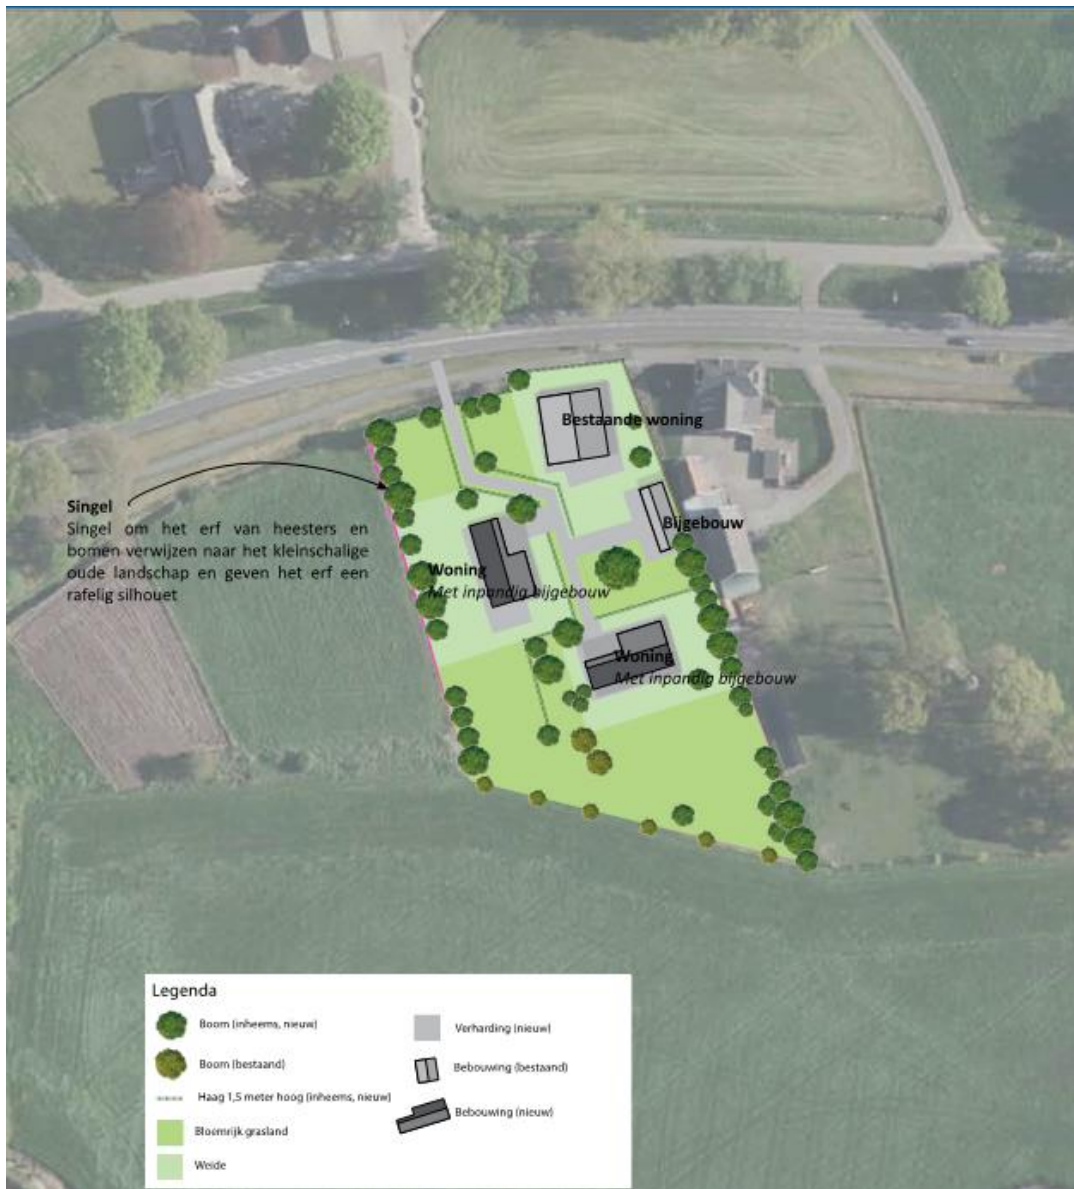 Bestaande woning
Singel
Singel om het erf van heesters en
bomen verwijzen naar het kleinschalige
oude landschap en geven het erf een
rafelig silhouet
Bijgebouw
Woning
Met inpandig bijgebouw
Woning
Met inpandig bijgebouw
Legenda
Boom (inheems, nieuw)
Boom (bestaand)
Haag 1,5 meter hoog (inheems, nieuw)
Bloemrijk grasland
Weide
Verharding (nieuw)
Bebouwing (bestaand)
Bebouwing (nieuw)